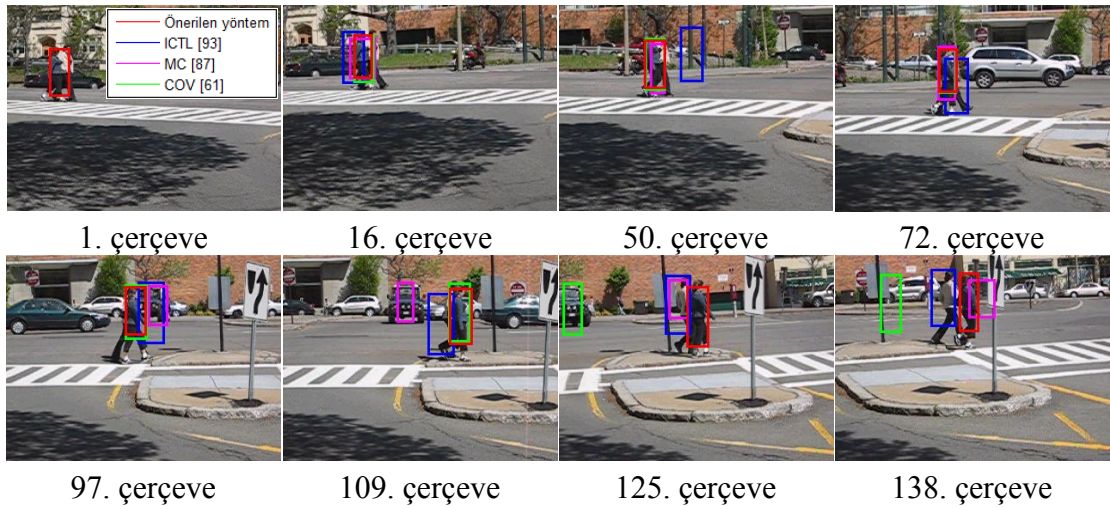 Önerilen yöntem
ICTL [93]
MC [87]
COV [61]
1. çerçeve
16. çerçeve
50. çerçeve
72. çerçeve
97. çerçeve
109. çerçeve
125. çerçeve
138. çerçeve